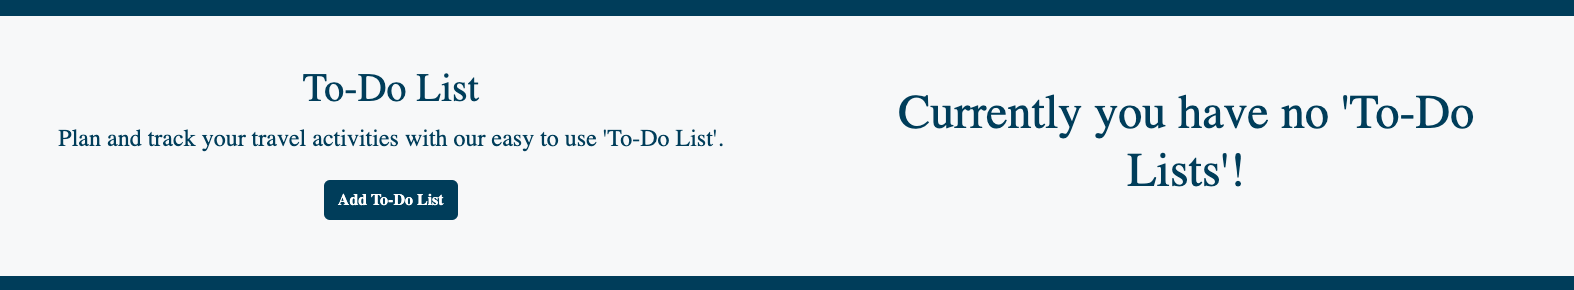 To-Do List
Plan and track your travel activities with our easy to use 'To-Do List'.
Add To-Do List
Currently you have no 'To-Do
Lists'!